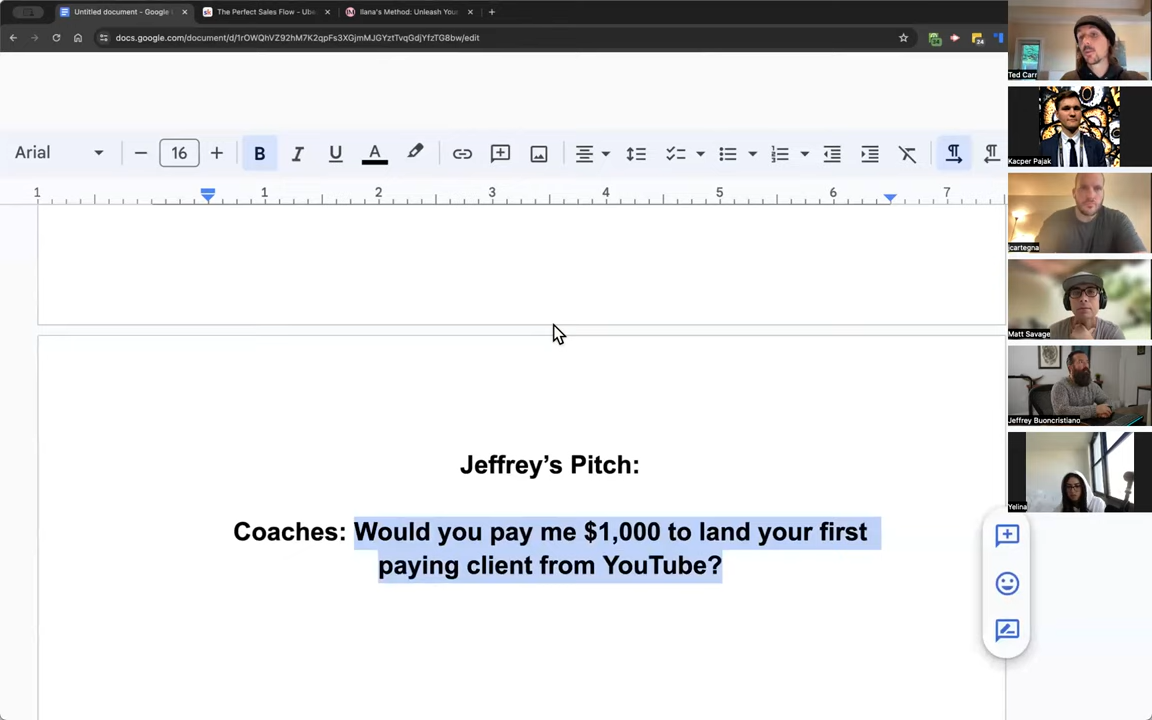 Untitled document - Google
The Perfect Sales Flow - Ube
Ilana's Method: Unleash You
docs.google.com/document/d/1rOWQhVZ92hM7K2qpFs3XGjmMJGYztTvqGdjYfzTG8bw/edit
24
Arial
16
B
I
U
A
1
1
2
3
4
5
6
7
Jeffrey’s Pitch:
Coaches: Would you pay me $1,000 to land your first
paying client from YouTube?
Ted Carr
Kacper Pajak
jcartegna
Matt Savage
Jeffrey Buoncristiano
Yelina